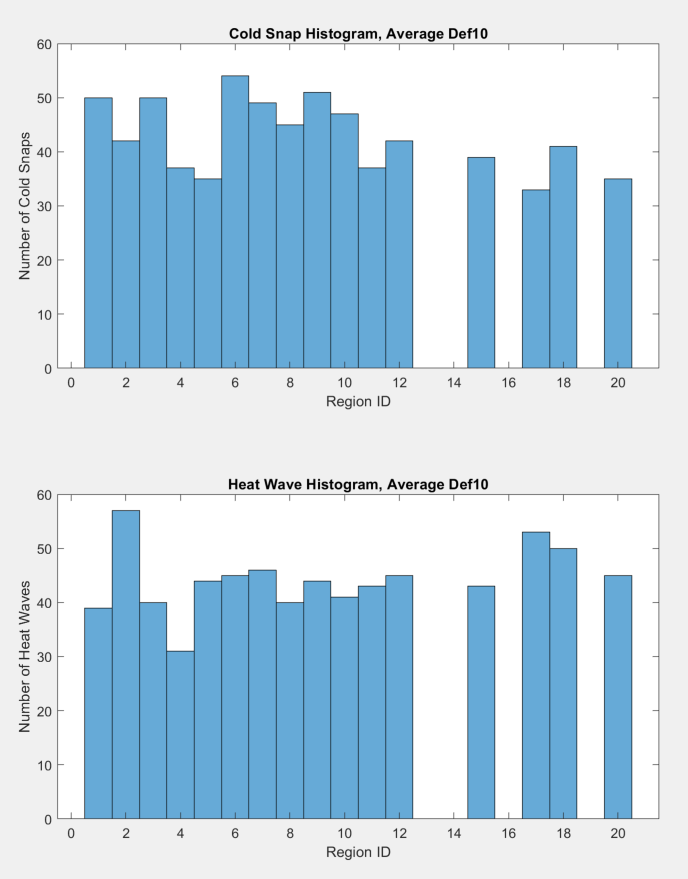 Cold Snap Histogram, Average Def10
60
50
40
30
20
10
0
Number of Cold Snaps
0 2 4 6 8 10 12 14 16 18 20
Region ID
Heat Wave Histogram, Average Def10
60
50
40
30
20
10
0
Number of Heat Waves
0 2 4 6 8 10 12 14 16 18 20
Region ID